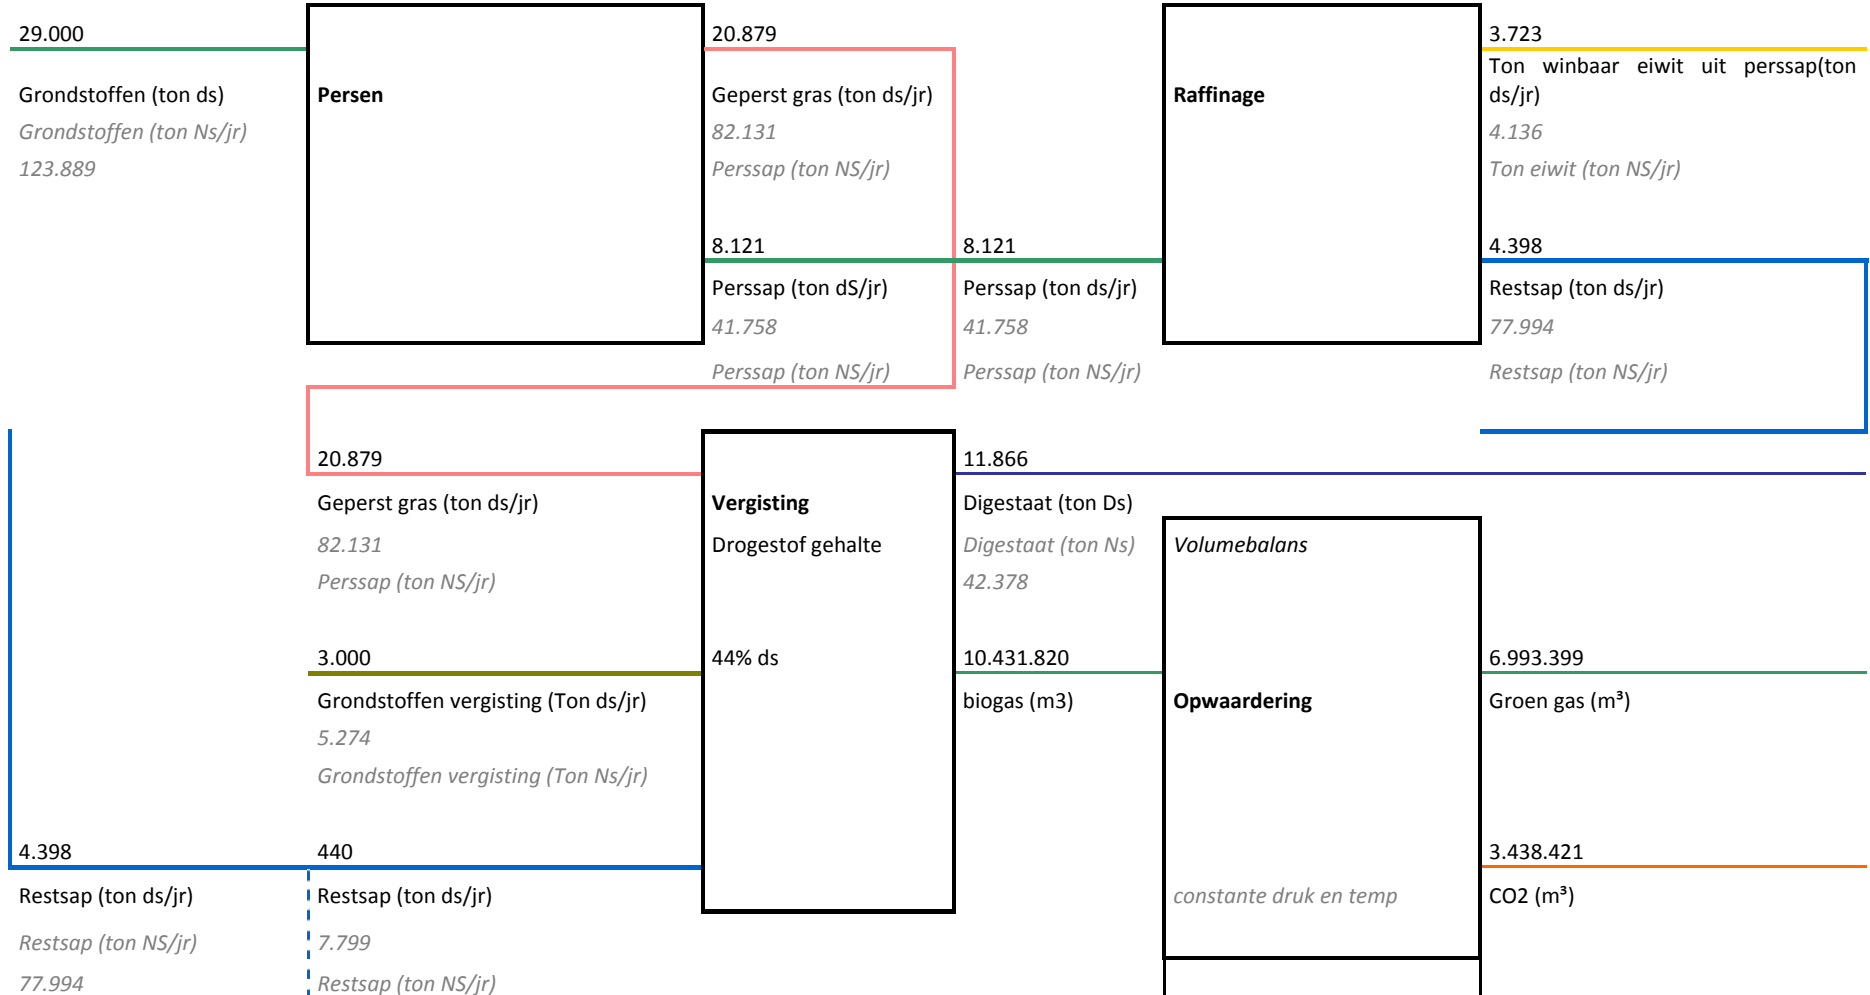 29.000
20.879
3.723
Grondstoffen (ton ds)
Persen
Geperst gras (ton ds/jr)
Raffinage
Ton winbaar eiwit uit perssap(ton
ds/jr)
Grondstoffen (ton Ns/jr)
82.131
4.136
123.889
Perssap (ton NS/jr)
Ton eiwit (ton NS/jr)
8.121
8.121
4.398
Perssap (ton dS/jr)
Perssap (ton ds/jr)
Restsap (ton ds/jr)
41.758
41.758
77.994
Perssap (ton NS/jr)
Perssap (ton NS/jr)
Restsap (ton NS/jr)
20.879
11.866
Geperst gras (ton ds/jr)
Vergisting
Digestaat (ton Ds)
82.131
Drogestof gehalte
Digestaat (ton Ns)
Volumebalans
Perssap (ton NS/jr)
42.378
3.000
44% ds
10.431.820
6.993.399
Grondstoffen vergisting (Ton ds/jr)
biogas (m3)
Opwaardering
Groen gas (m³)
5.274
Grondstoffen vergisting (Ton Ns/jr)
4.398
440
3.438.421
Restsap (ton ds/jr)
Restsap (ton ds/jr)
constante druk en temp
CO2 (m³)
Restsap (ton NS/jr)
7.799
77.994
Restsap (ton NS/jr)